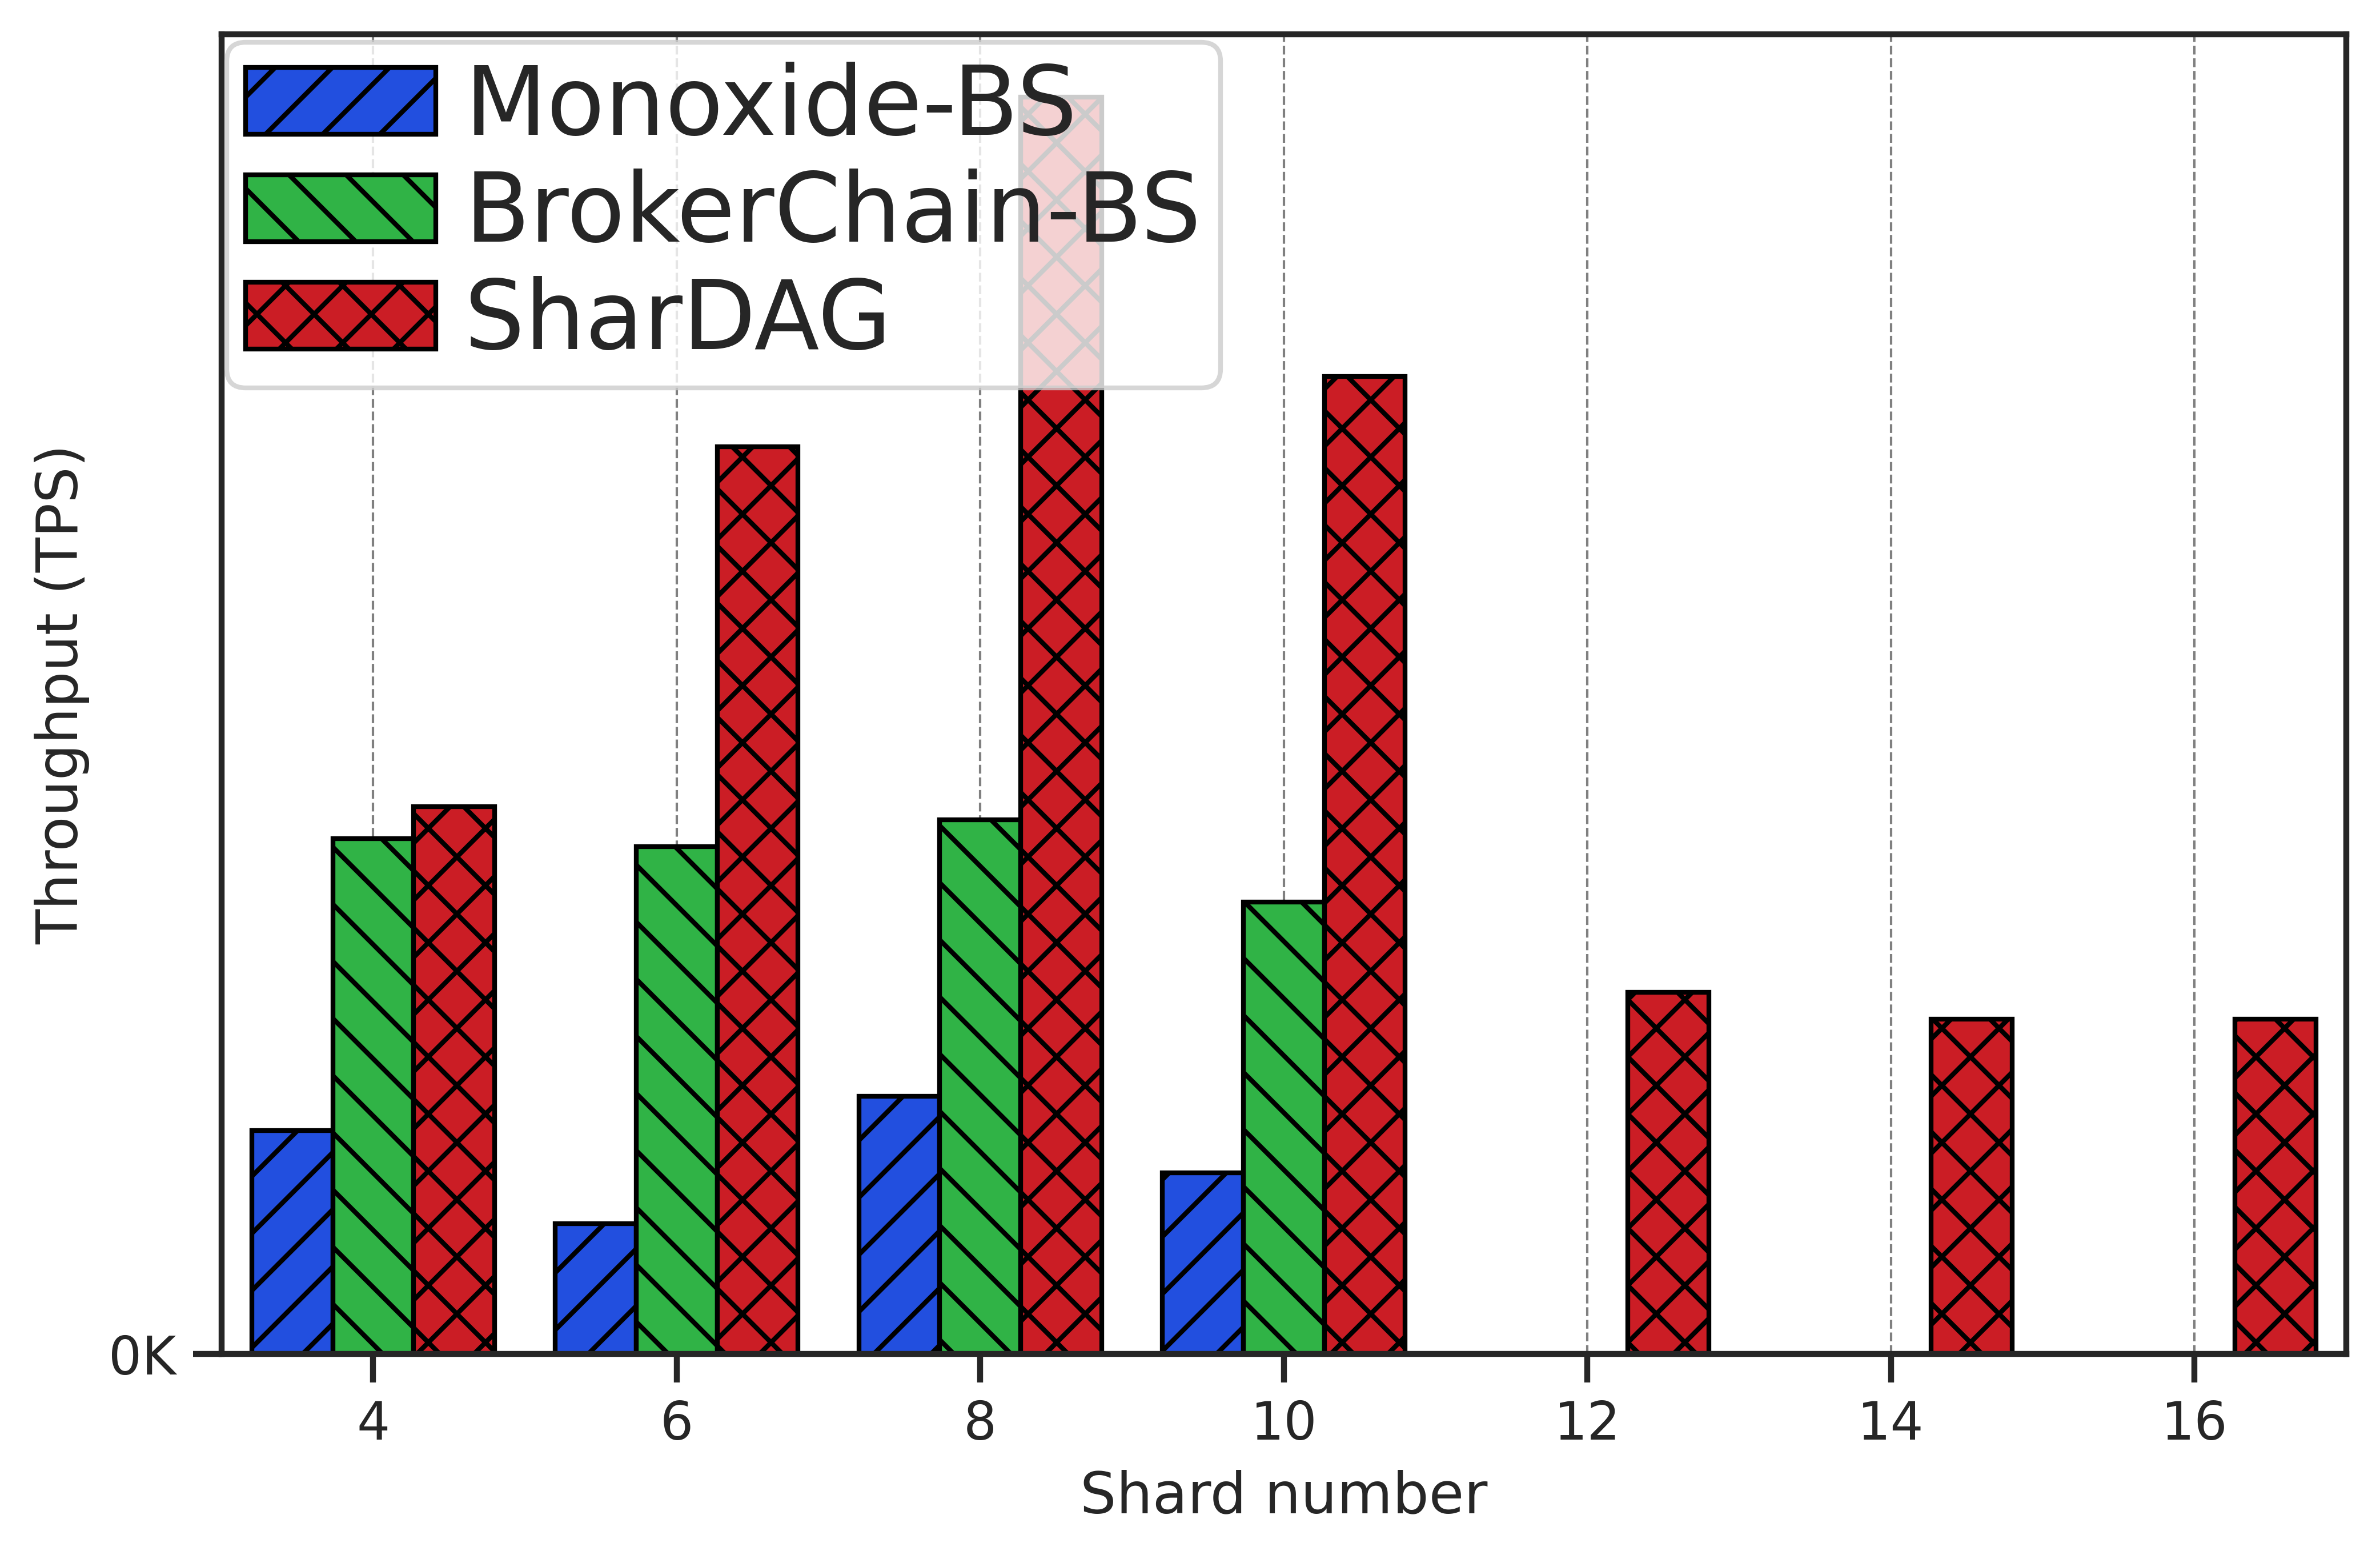 Monoxide-BS
BrokerChain-BS
SharDAG
Throughput (TPS)
0K
4 6 8 10 12 14 16
Shard number